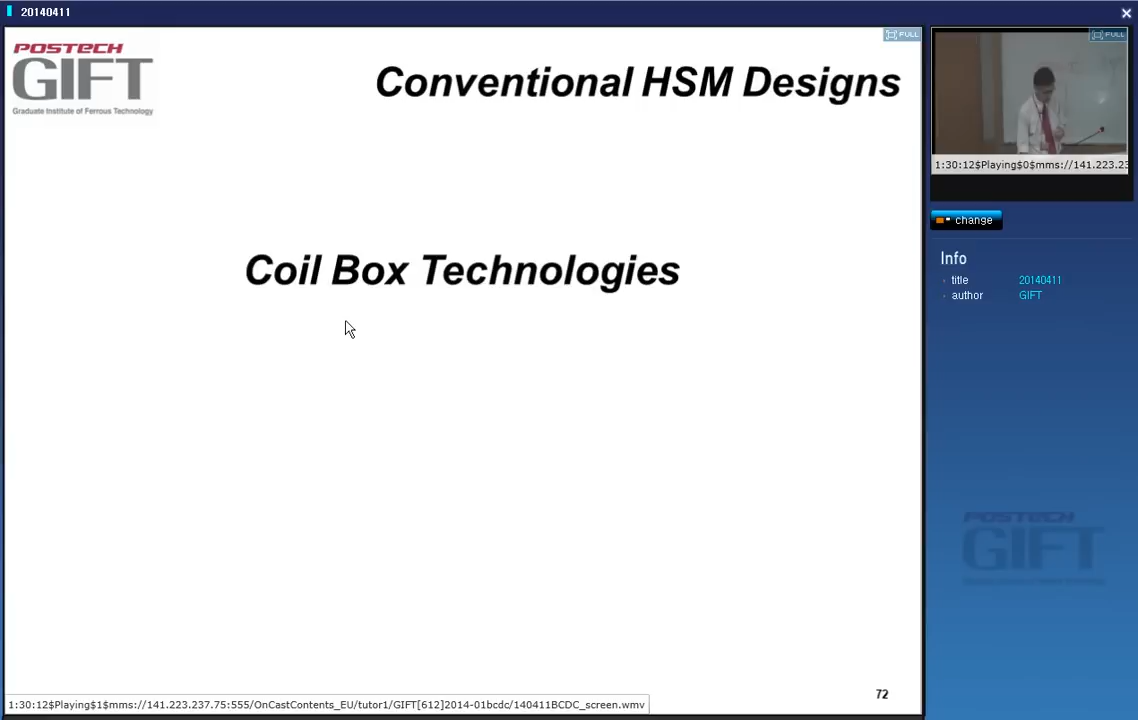 20140411
POSTECH
GIFT
Graduate Institute of Ferrous Technology
FULL
Conventional HSM Designs
Coil Box Technologies
72
1:30:12$Playing$1$mms://141.223.237.75:555/OnCastContents_EU/tutor1/GIFT[612]2014-01bcdc/140411BCDC_screen.wmv
FULL
1:30:12$Playing$0$mms://141.223.23
change
Info
title 20140411
author GIFT
POSTECH
GIFT